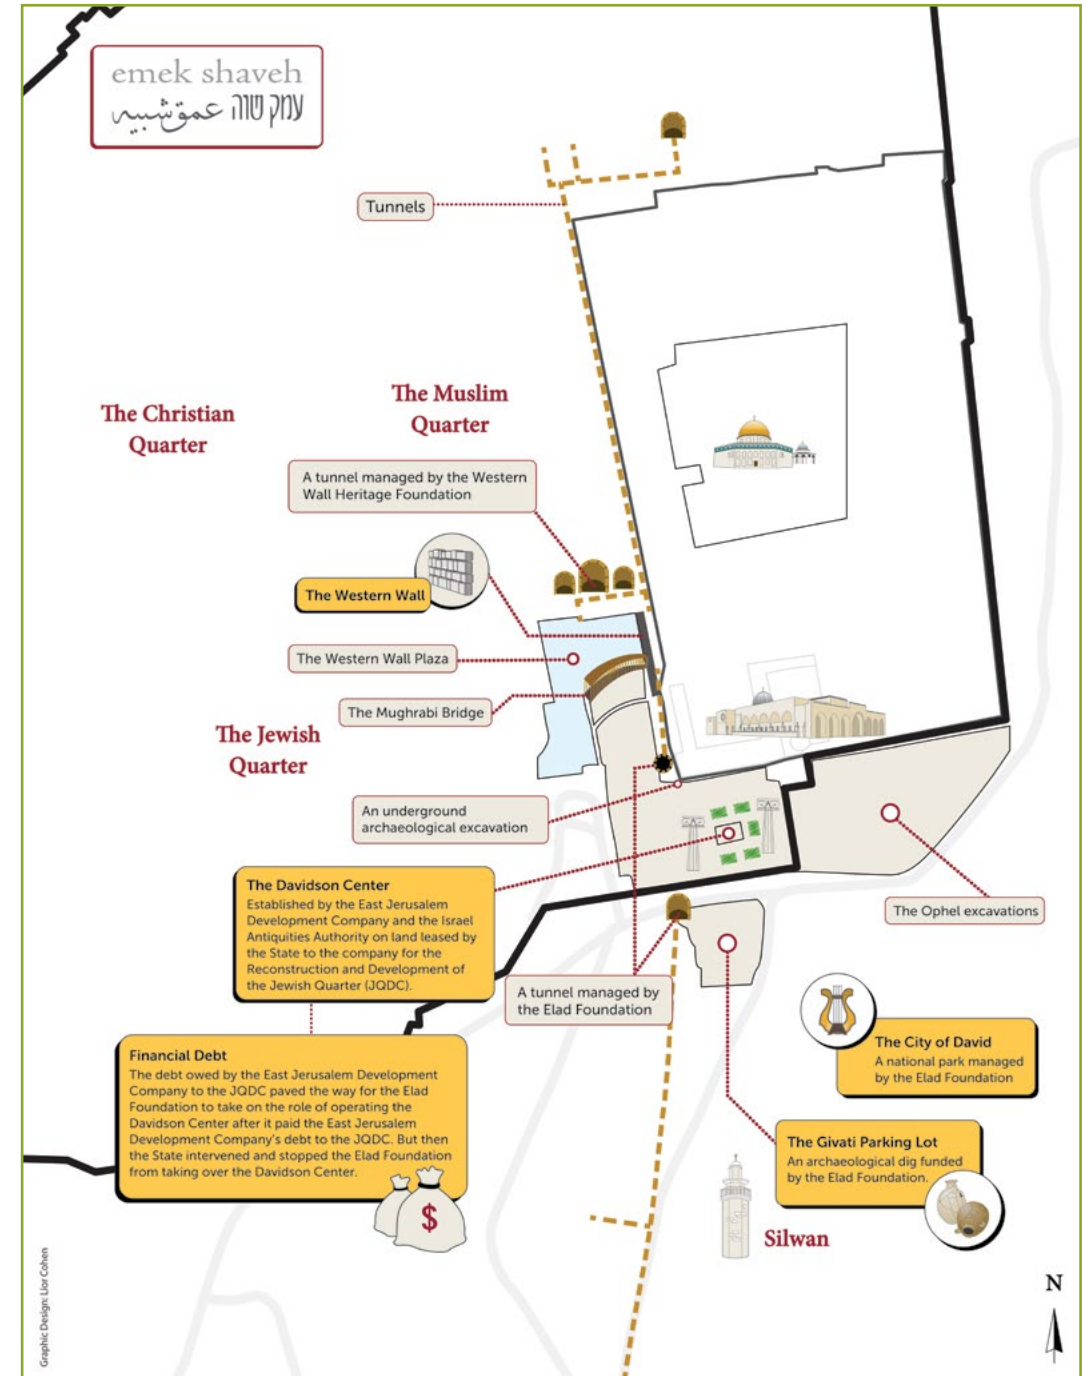 emek shaveh
עמק שווה عمق شبيه
Tunnels
The Christian
Quarter
The Muslim
Quarter
A tunnel managed by the Western
Wall Heritage Foundation
The Western Wall
The Western Wall Plaza
The Mughrabi Bridge
The Jewish
Quarter
An underground
archaeological excavation
The Davidson Center
Established by the East Jerusalem
Development Company and the Israel
Antiquities Authority on land leased by
the State to the company for the
Reconstruction and Development of
the Jewish Quarter (JQDC).
The Ophel excavations
A tunnel managed by
the Elad Foundation
Financial Debt
The debt owed by the East Jerusalem Development
Company to the JQDC paved the way for the Elad
Foundation to take on the role of operating the
Davidson Center after it paid the East Jerusalem
Development Company's debt to the JQDC. But then
the State intervened and stopped the Elad Foundation
from taking over the Davidson Center.
$
The City of David
A national park managed
by the Elad Foundation
The Givati Parking Lot
An archaeological dig funded
by the Elad Foundation.
Silwan
N
Graphic Design: Lior Cohen